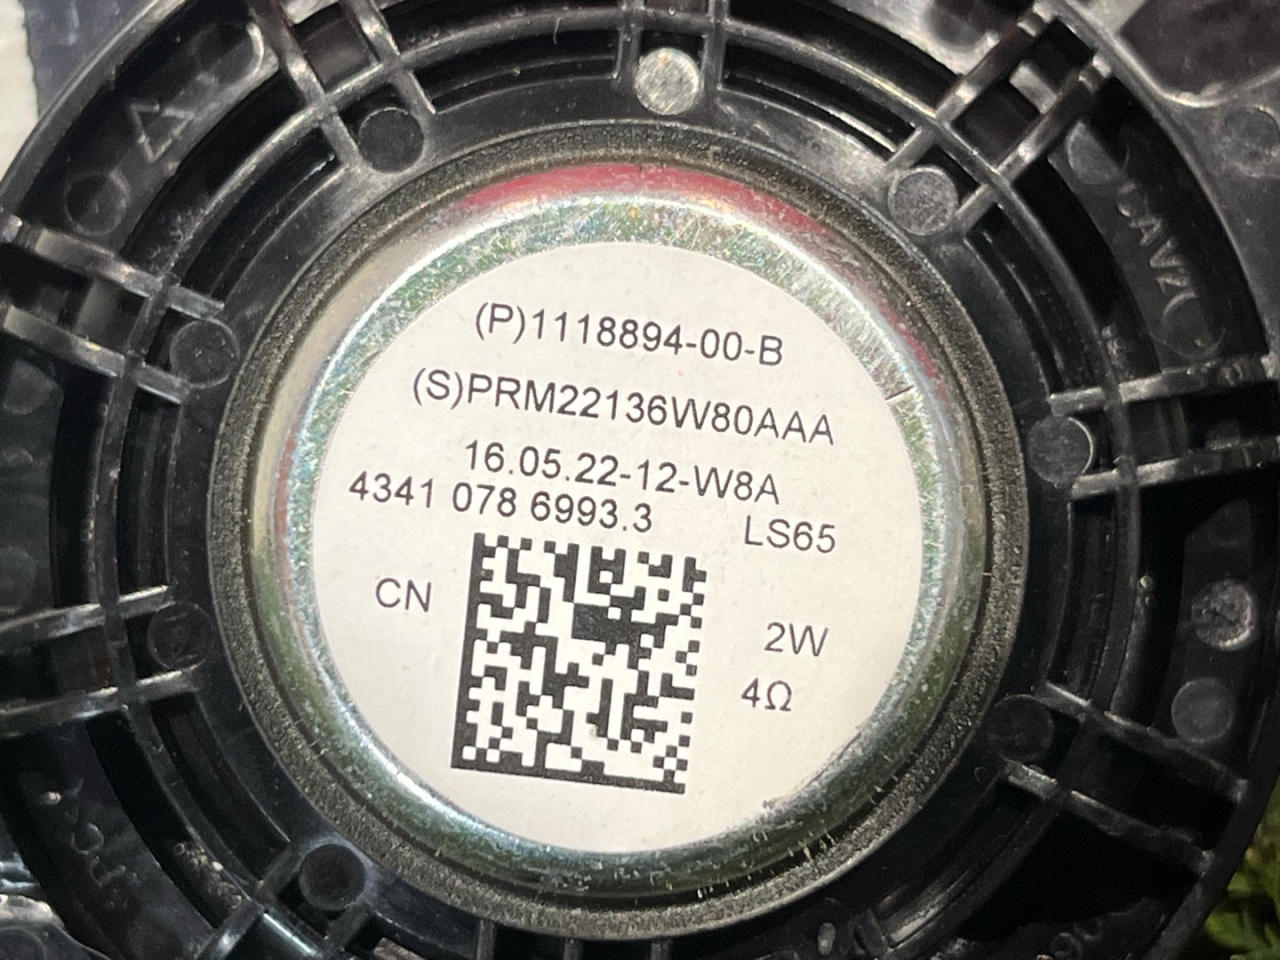 (P)1118894-00-B
(S)PRM22136W80AAA
16.05.22-12-W8A
4341 078 6993.3 LS65
CN
2W
4Ω